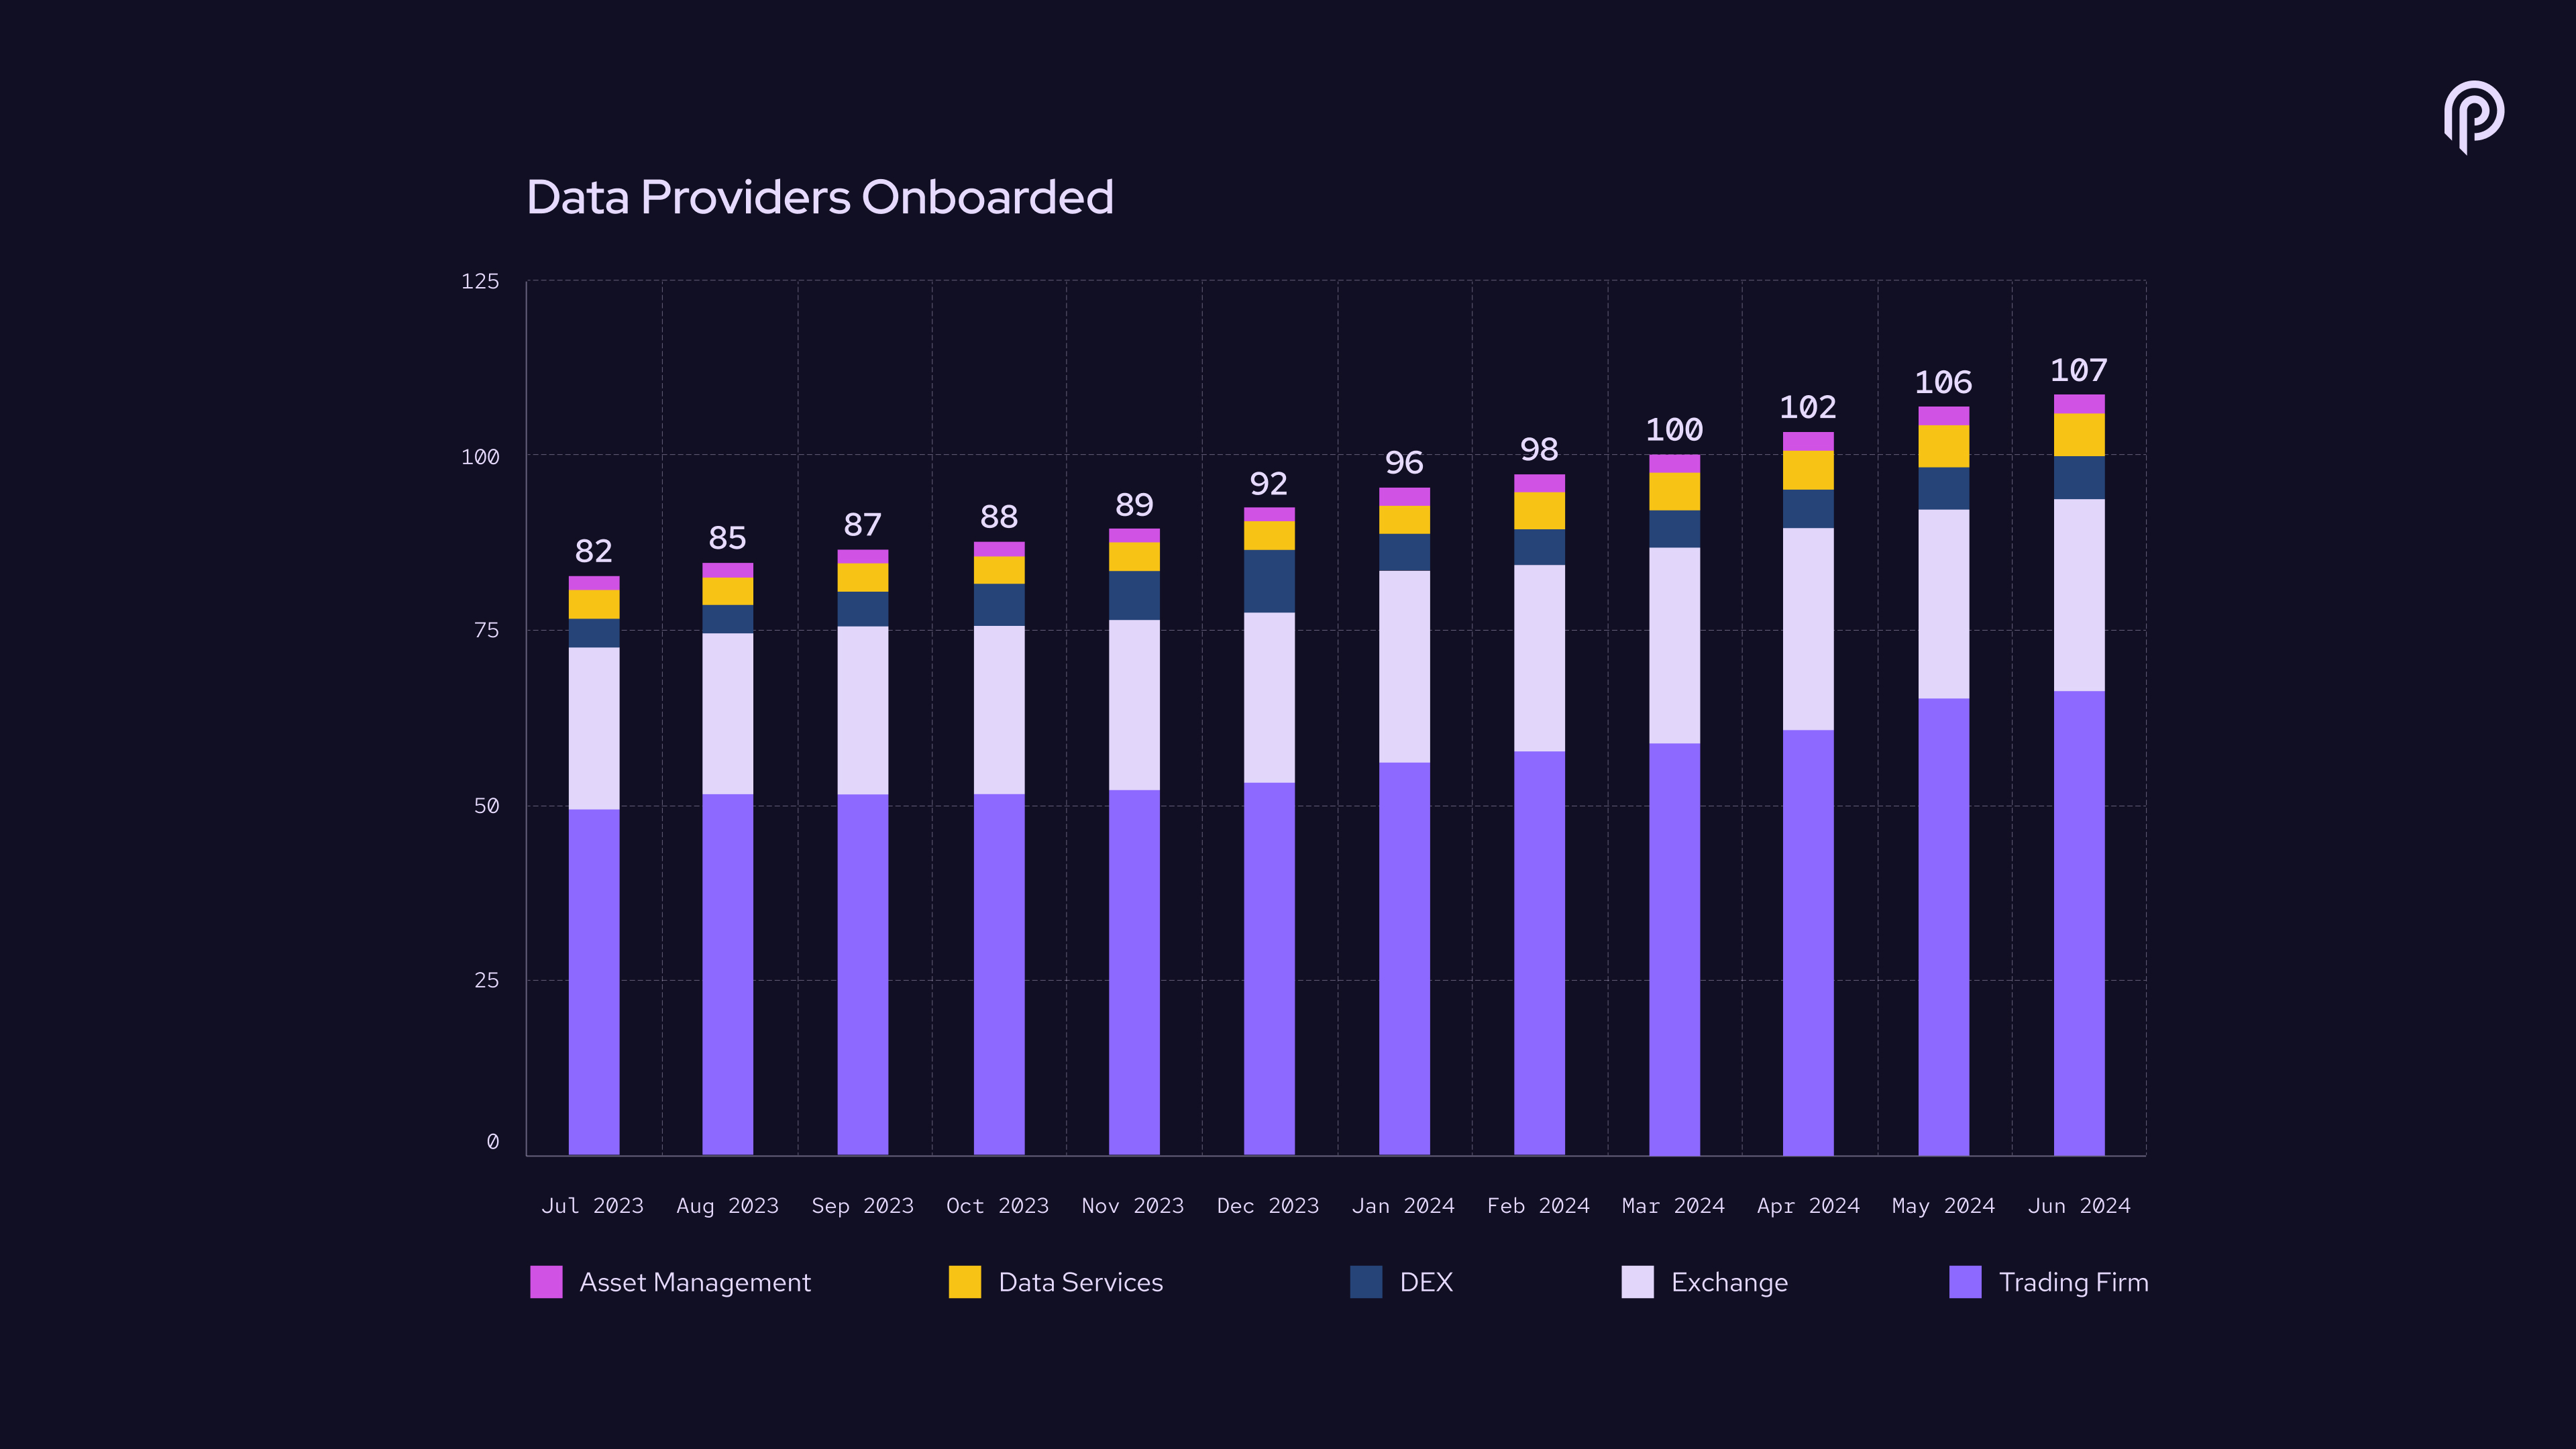 Data Providers Onboarded
125
100
75
50
25
0
82
85
87
88
89
92
96
98
100
102
106
107
Jul 2023
Aug 2023
Sep 2023
Oct 2023
Nov 2023
Dec 2023
Jan 2024
Feb 2024
Mar 2024
Apr 2024
May 2024
Jun 2024
Asset Management
Data Services
DEX
Exchange
Trading Firm